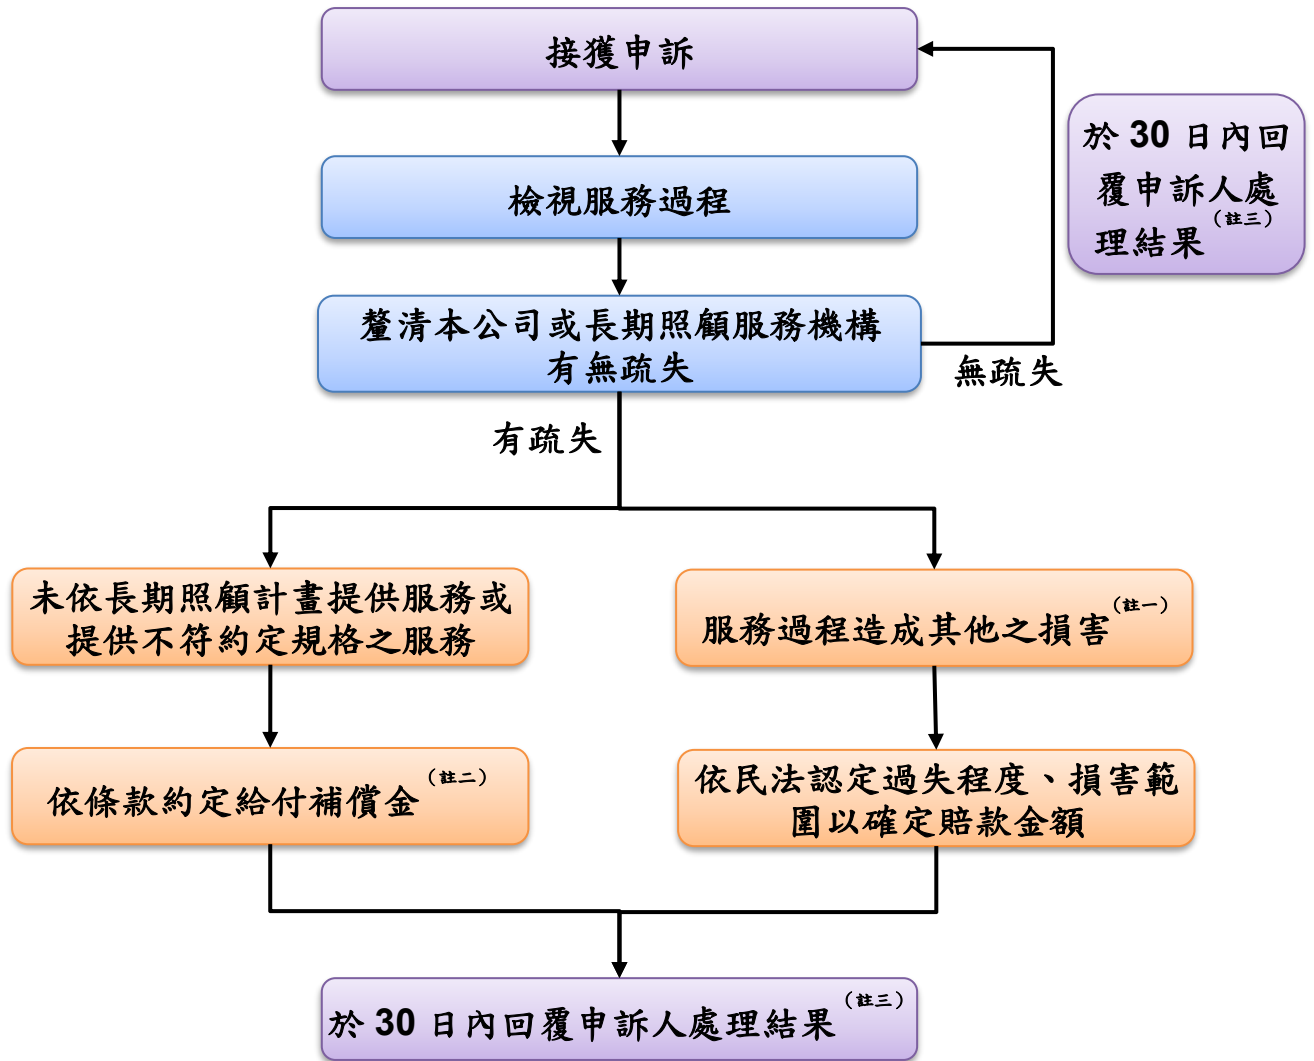 接獲申訴
於 30 日內回
覆申訴人處
理結果（註三）
檢視服務過程
釐清本公司或長期照顧服務機構
有無疏失
無疏失
有疏失
未依長期照顧計畫提供服務或
提供不符約定規格之服務
服務過程造成其他之損害（註一）
依條款約定給付補償金（註二）
依民法認定過失程度、損害範
圍以確定賠款金額
於 30 日內回覆申訴人處理結果（註三）